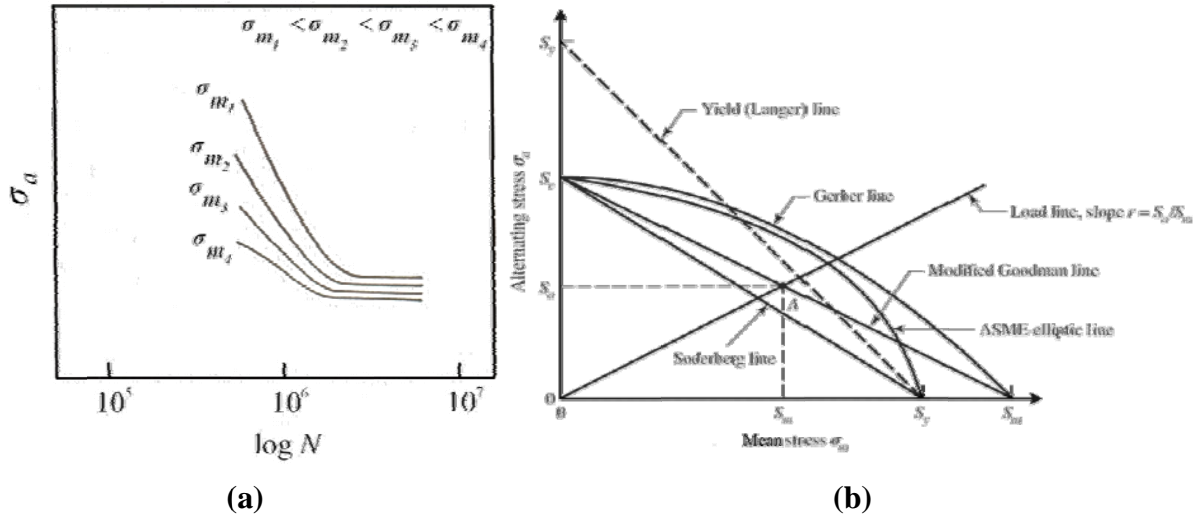 σm1 < σm2 < σm3 < σm4
σm1
σm2
σm3
σm4
σa
10^5
10^6
10^7
log N
(a)
Sy
Yield (Langer) line
Alternating stress σa
Se
Gerber line
Load line, slope r = Sa/Sm
Modified Goodman line
Sa
A
ASME-elliptic line
Soderberg line
0
0
Sm
Sy
Mean stress σm
(b)